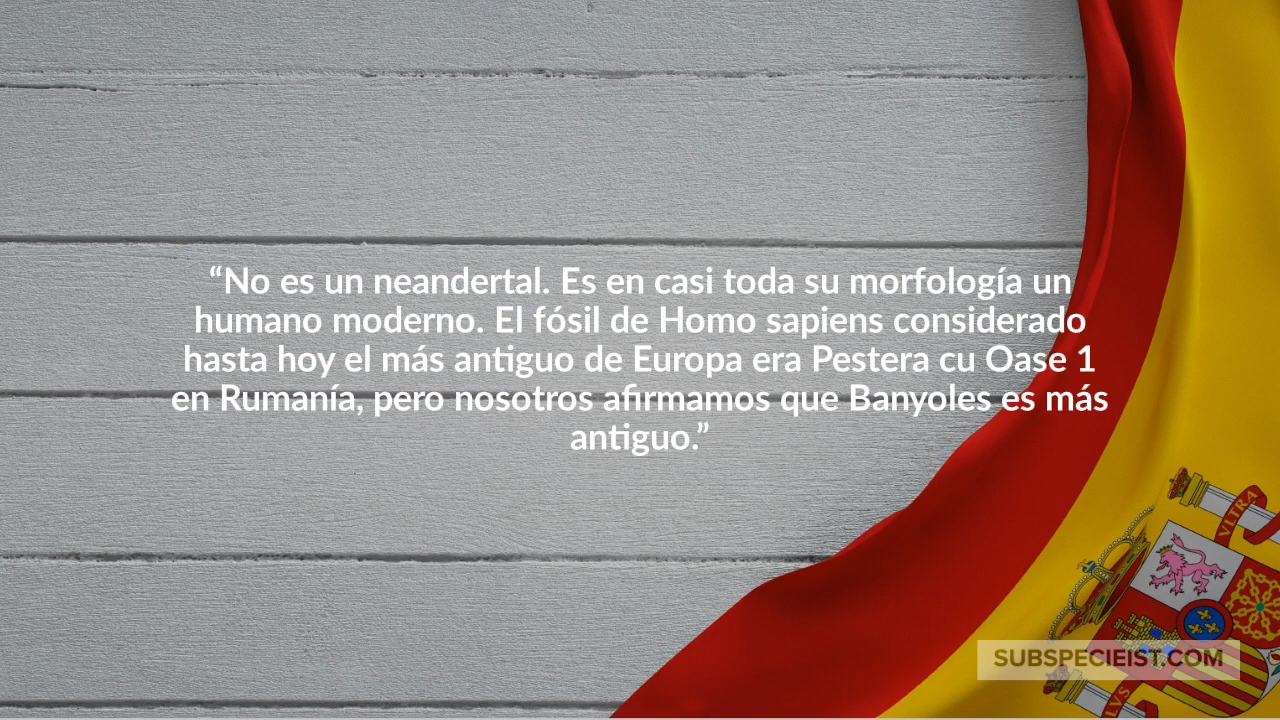 “No es un neandertal. Es en casi toda su morfología un
humano moderno. El fósil de Homo sapiens considerado
hasta hoy el más antiguo de Europa era Pestera cu Oase 1
en Rumanía, pero nosotros afirmamos que Banyoles es más
antiguo.”
VLTRA
SUBSPECIEIST.COM
LVS